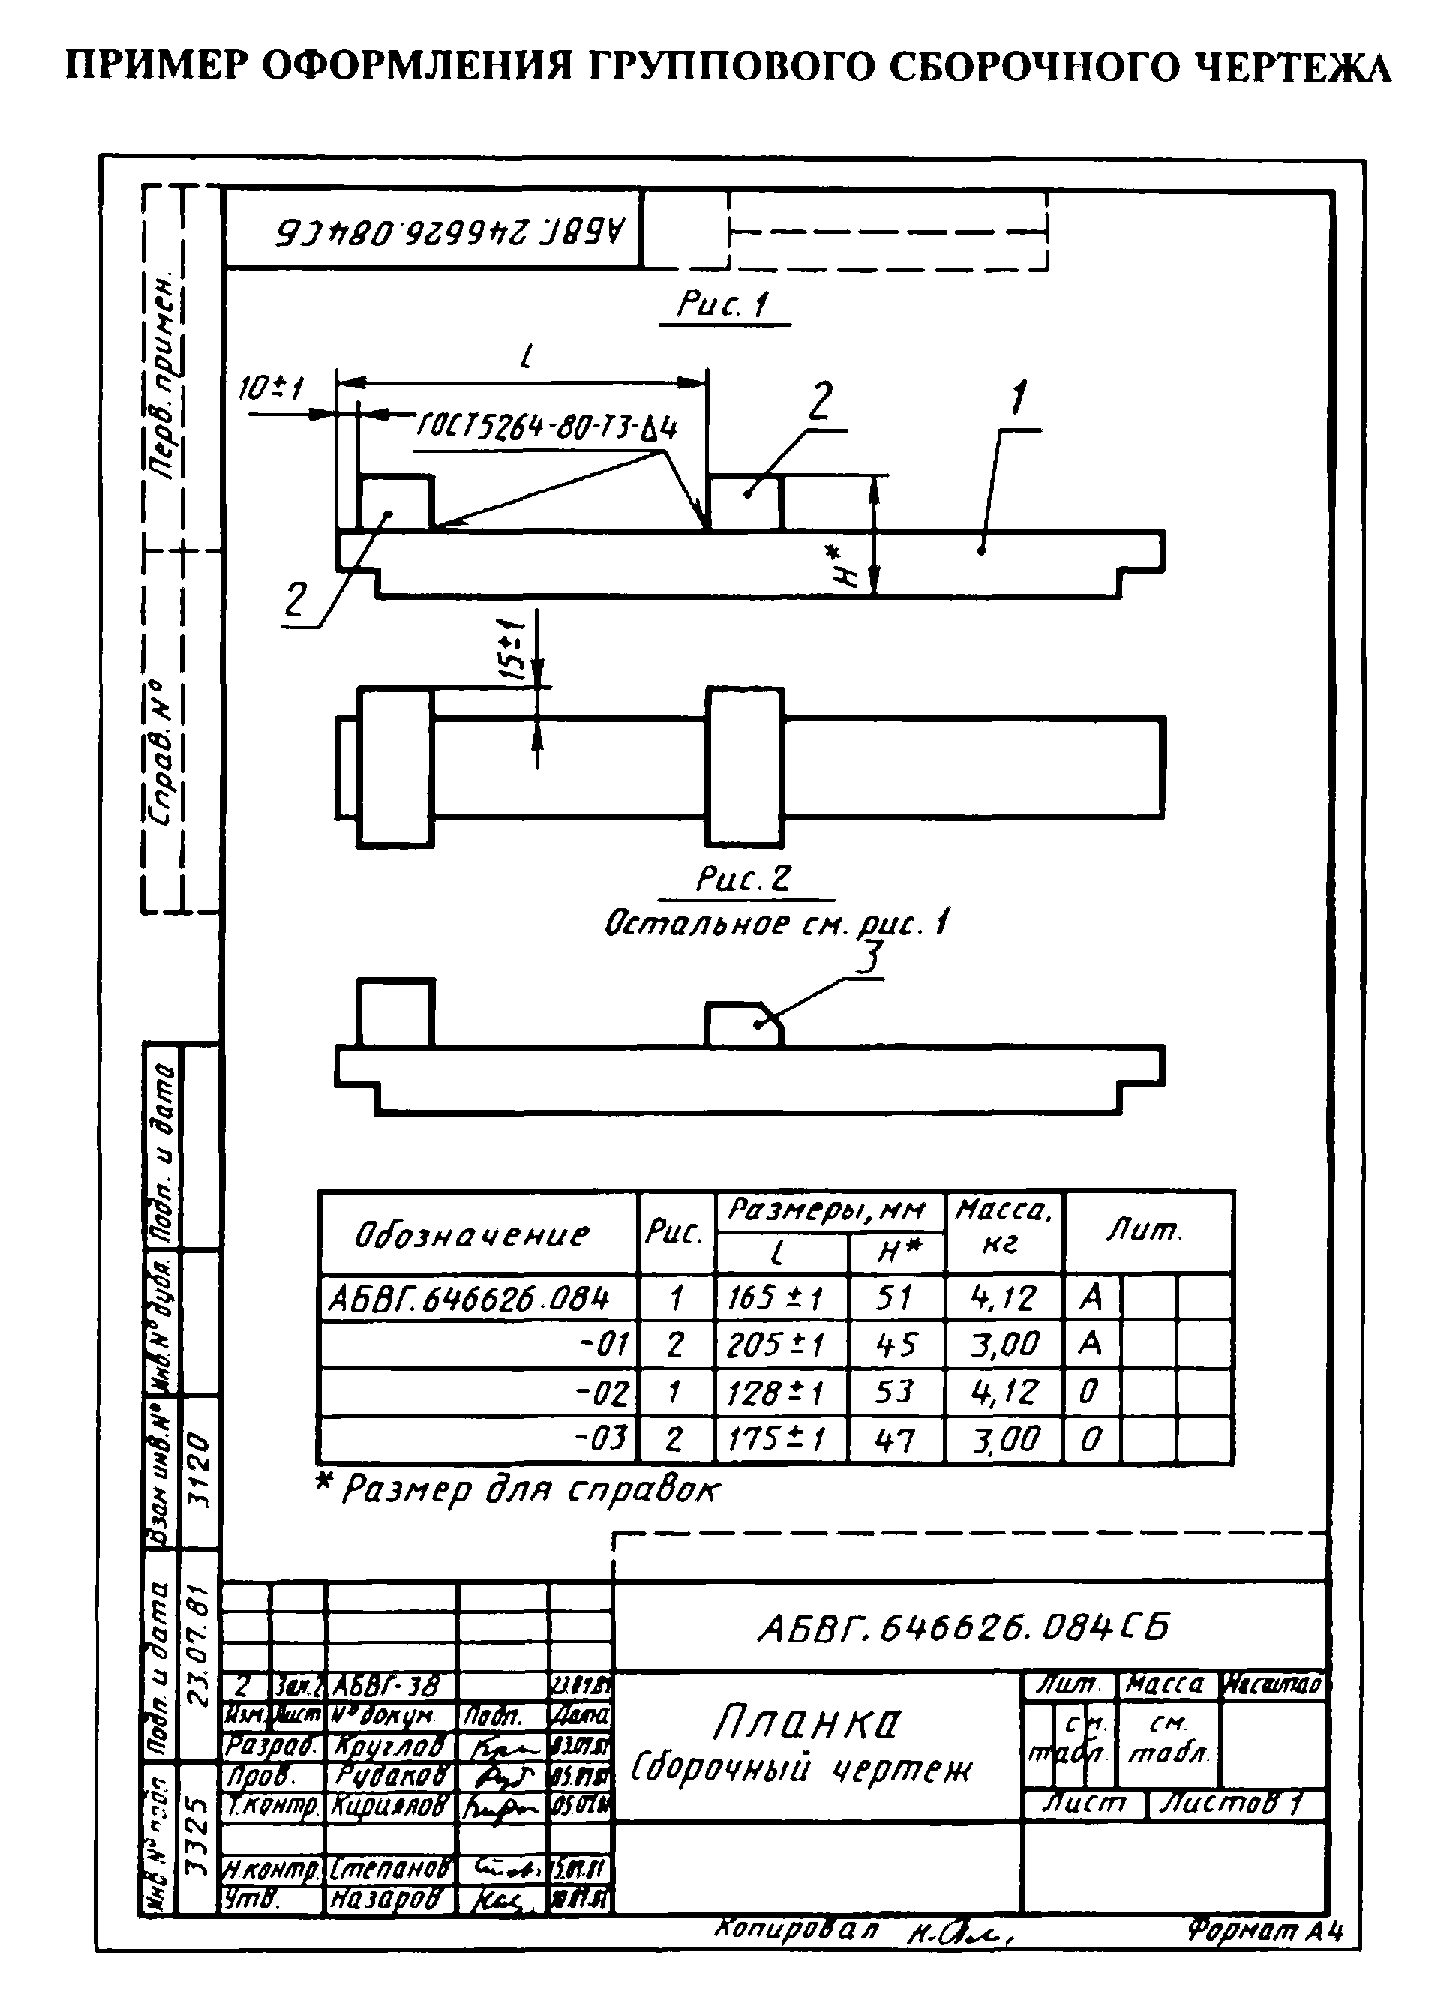 ПРИМЕР ОФОРМЛЕНИЯ ГРУППОВОГО СБОРОЧНОГО ЧЕРТЕЖА
АБВГ. 246626.084СБ
Перв. примен.
Справ. №
Рис. 1
l
10±1
ГОСТ5264-80-Т3-Δ4
2
1
2
H*
15±1
Рис. 2
Остальное см. рис. 1
3
Обозначение Рис. Размеры, мм Масса, кг Лит.
l H*
АБВГ.646626.084 1 165±1 51 4,12 А
-01 2 205±1 45 3,00 А
-02 1 128±1 53 4,12 О
-03 2 175±1 47 3,00 О
* Размер для справок
Подп. и дата
Инв. № дубл.
Взам инв. № 3120
Подп. и дата 23.07.81
Инв № подл 3325
АБВГ.646626.084СБ
2 Зам.2 АБВГ-38
Изм. Лист № докум. Подп. Дата
Разраб. Круглов
Пров. Рудаков
Т.контр. Кириллов
Н контр. Степанов
Утв. Назаров
Планка
Сборочный чертеж
Лит. Масса Масштаб
см. табл. см. табл.
Лист Листов 1
Копировал
Формат А4